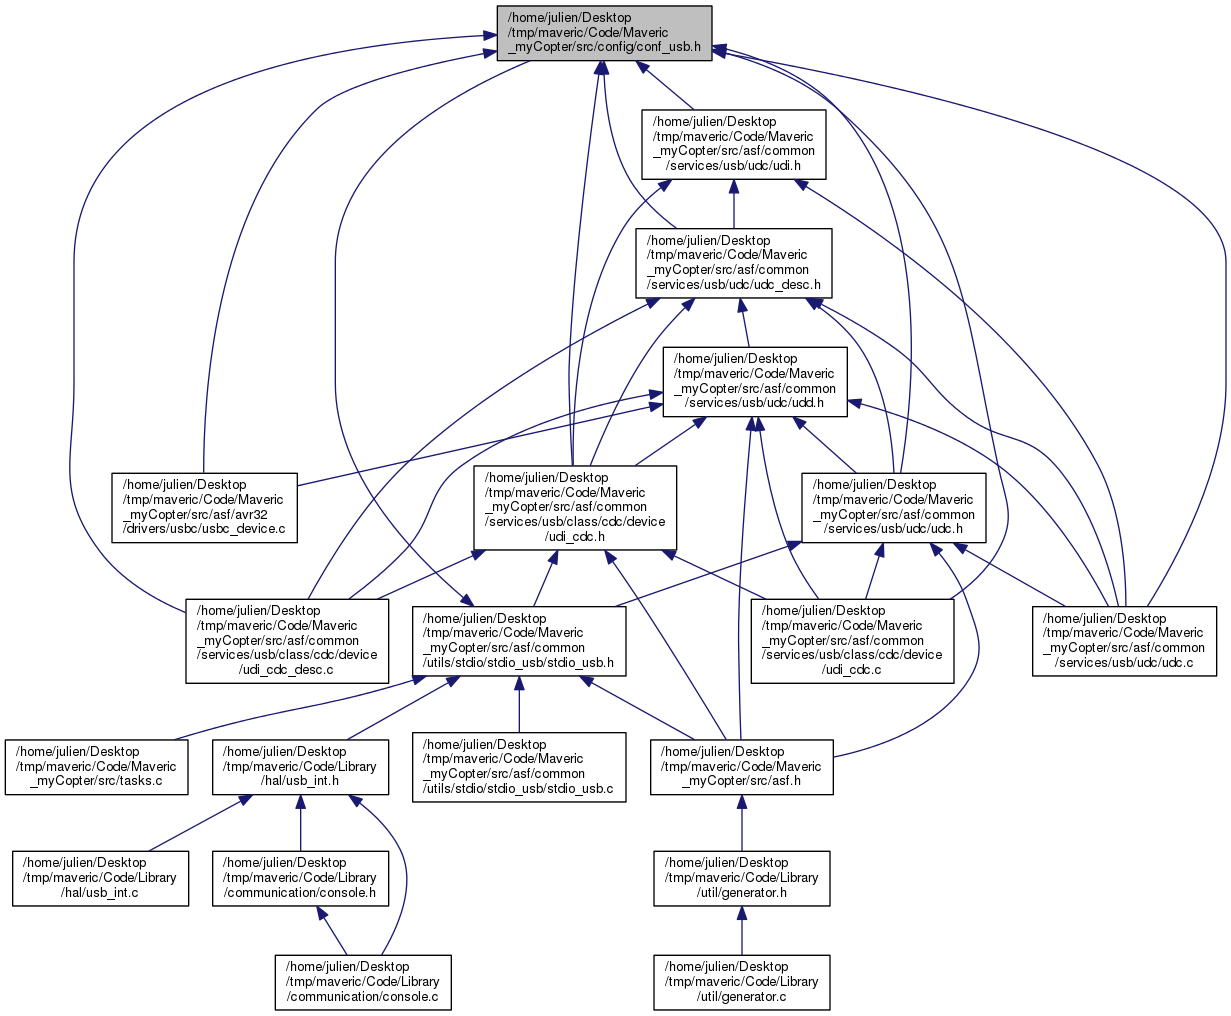 /home/julien/Desktop
/tmp/maveric/Code/Maveric
_myCopter/src/config/conf_usb.h
/home/julien/Desktop
/tmp/maveric/Code/Maveric
_myCopter/src/asf/common
/services/usb/udc/udi.h
/home/julien/Desktop
/tmp/maveric/Code/Maveric
_myCopter/src/asf/common
/services/usb/udc/udc_desc.h
/home/julien/Desktop
/tmp/maveric/Code/Maveric
_myCopter/src/asf/common
/services/usb/udc/udd.h
/home/julien/Desktop
/tmp/maveric/Code/Maveric
_myCopter/src/asf/avr32
/drivers/usbc/usbc_device.c
/home/julien/Desktop
/tmp/maveric/Code/Maveric
_myCopter/src/asf/common
/services/usb/class/cdc/device
/udi_cdc.h
/home/julien/Desktop
/tmp/maveric/Code/Maveric
_myCopter/src/asf/common
/services/usb/udc/udc.h
/home/julien/Desktop
/tmp/maveric/Code/Maveric
_myCopter/src/asf/common
/services/usb/class/cdc/device
/udi_cdc_desc.c
/home/julien/Desktop
/tmp/maveric/Code/Maveric
_myCopter/src/asf/common
/utils/stdio/stdio_usb/stdio_usb.h
/home/julien/Desktop
/tmp/maveric/Code/Maveric
_myCopter/src/asf/common
/services/usb/class/cdc/device
/udi_cdc.c
/home/julien/Desktop
/tmp/maveric/Code/Maveric
_myCopter/src/asf/common
/services/usb/udc/udc.c
/home/julien/Desktop
/tmp/maveric/Code/Maveric
_myCopter/src/tasks.c
/home/julien/Desktop
/tmp/maveric/Code/Library
/hal/usb_int.h
/home/julien/Desktop
/tmp/maveric/Code/Maveric
_myCopter/src/asf/common
/utils/stdio/stdio_usb/stdio_usb.c
/home/julien/Desktop
/tmp/maveric/Code/Maveric
_myCopter/src/asf.h
/home/julien/Desktop
/tmp/maveric/Code/Library
/hal/usb_int.c
/home/julien/Desktop
/tmp/maveric/Code/Library
/communication/console.h
/home/julien/Desktop
/tmp/maveric/Code/Library
/util/generator.h
/home/julien/Desktop
/tmp/maveric/Code/Library
/communication/console.c
/home/julien/Desktop
/tmp/maveric/Code/Library
/util/generator.c